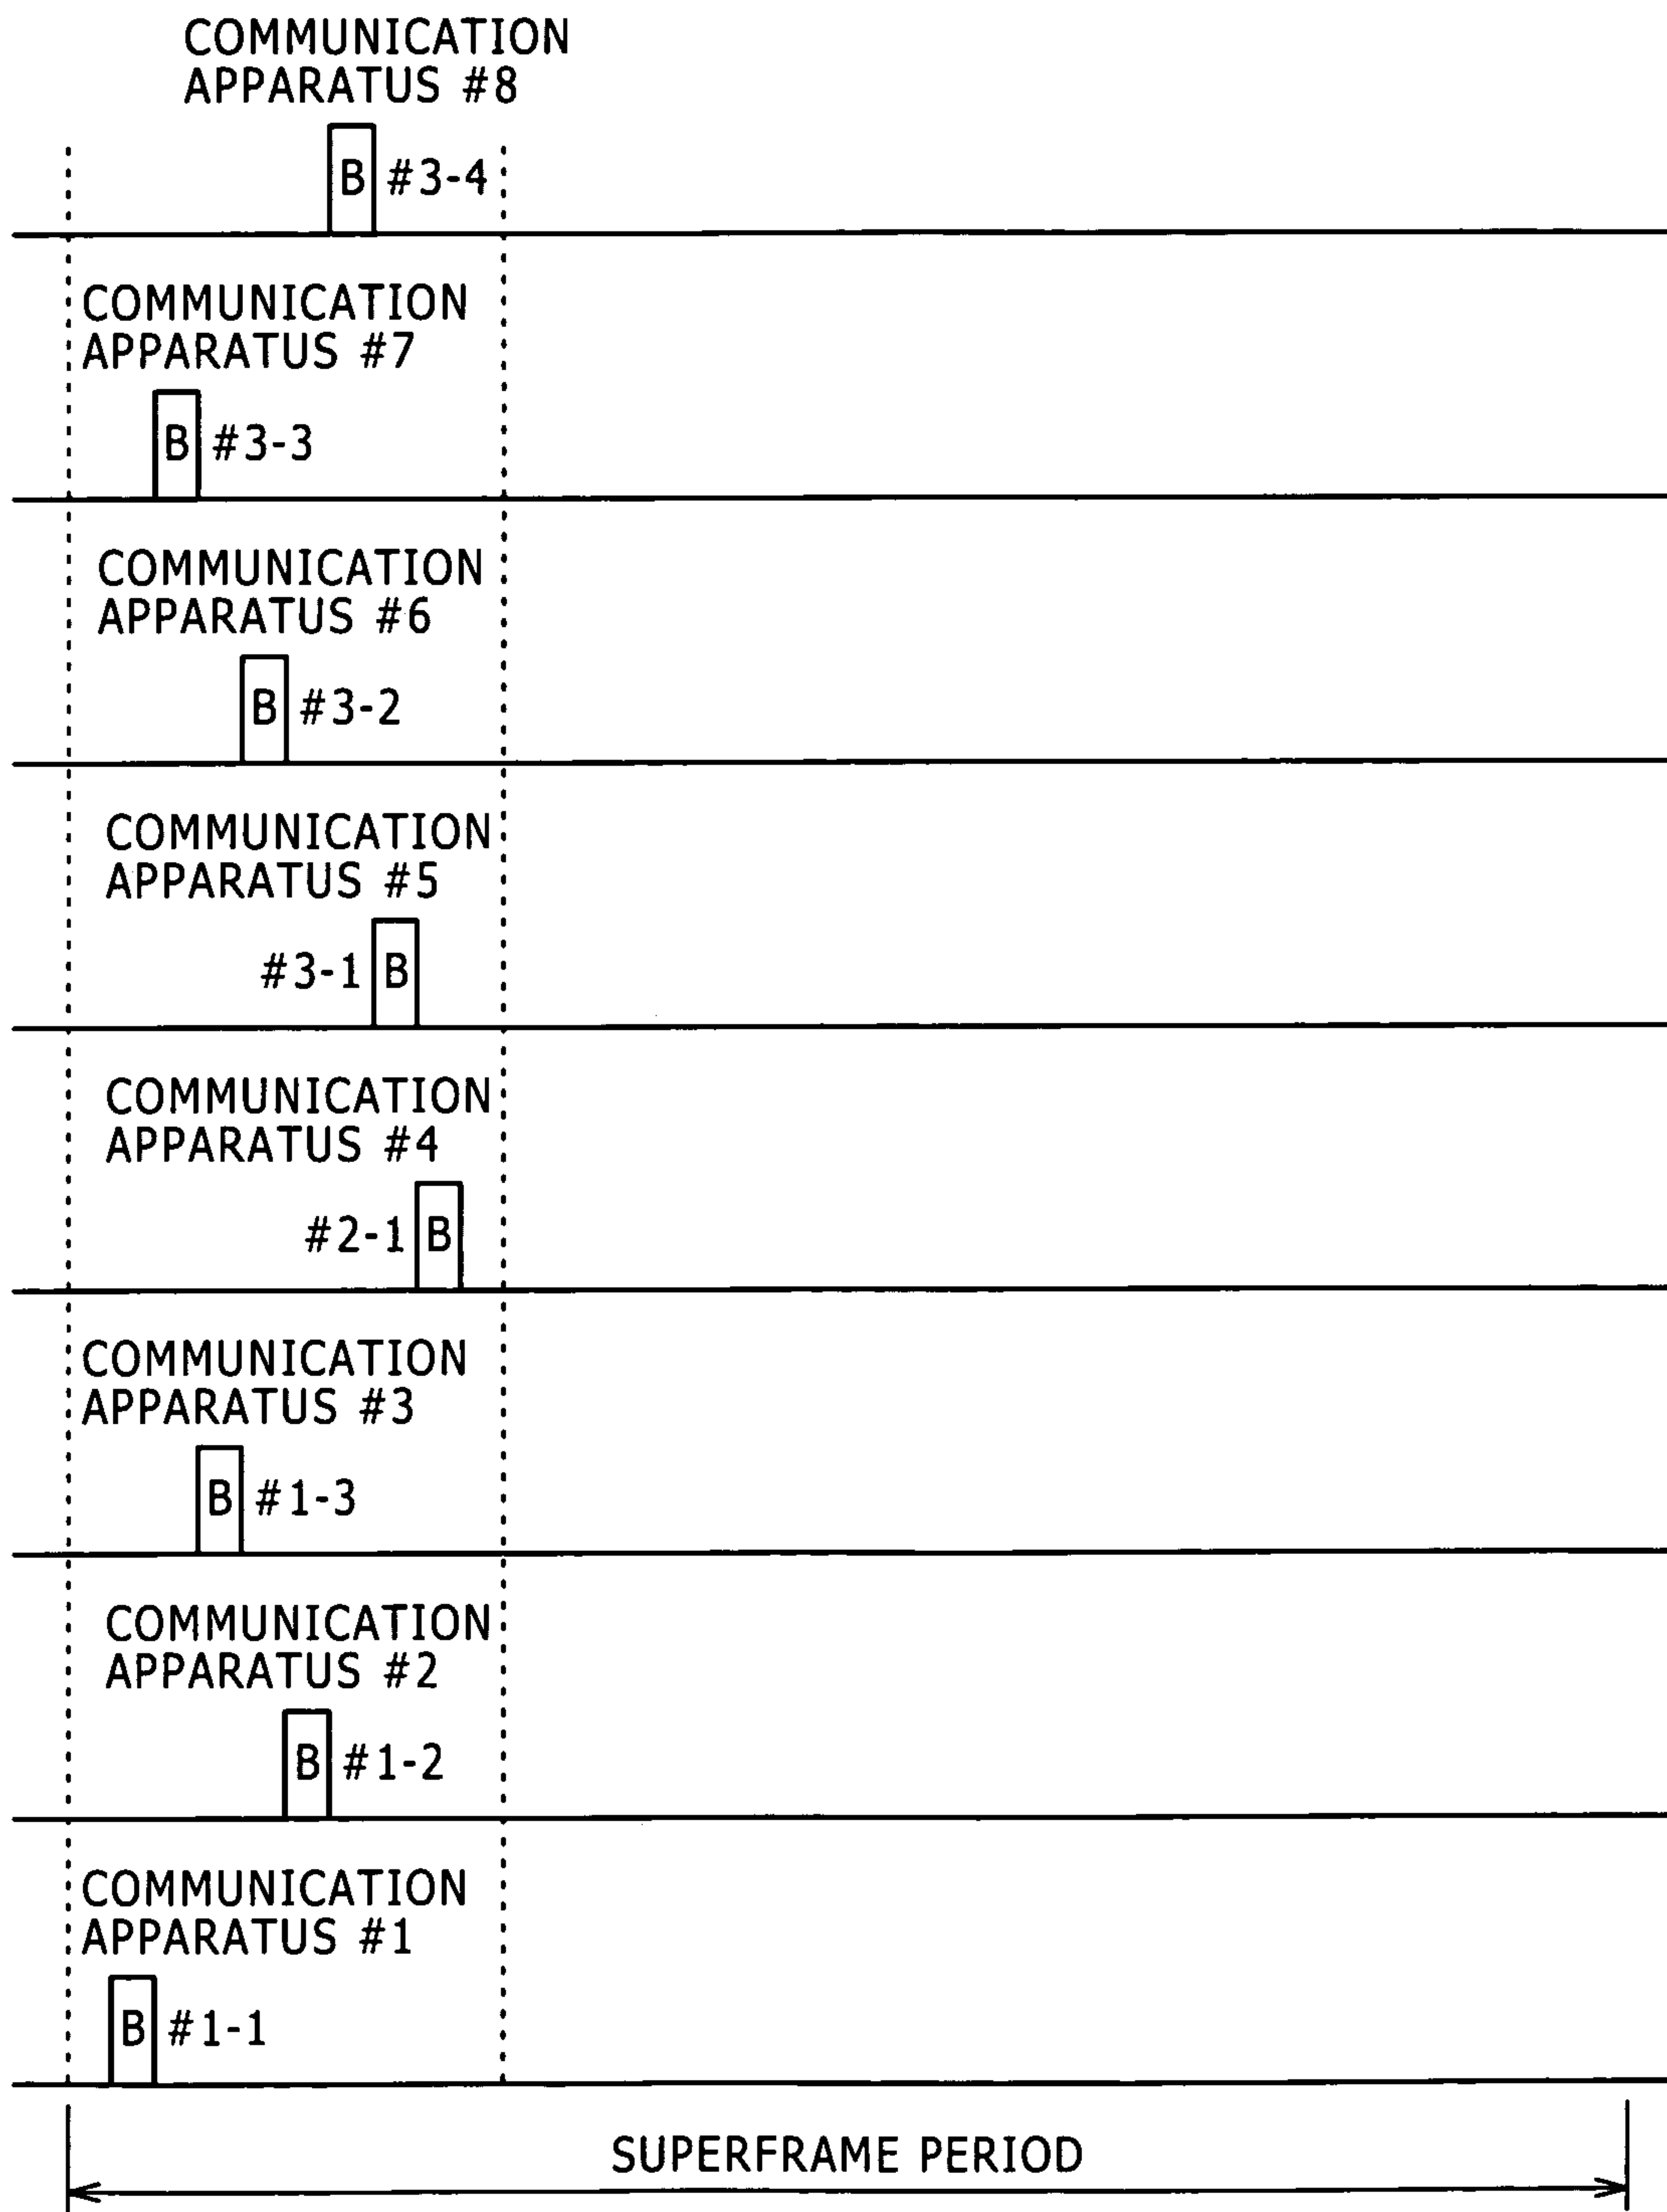 COMMUNICATION
APPARATUS #8
B #3-4
COMMUNICATION
APPARATUS #7
B #3-3
COMMUNICATION
APPARATUS #6
B #3-2
COMMUNICATION
APPARATUS #5
#3-1 B
COMMUNICATION
APPARATUS #4
#2-1 B
COMMUNICATION
APPARATUS #3
B #1-3
COMMUNICATION
APPARATUS #2
B #1-2
COMMUNICATION
APPARATUS #1
B #1-1
SUPERFRAME PERIOD